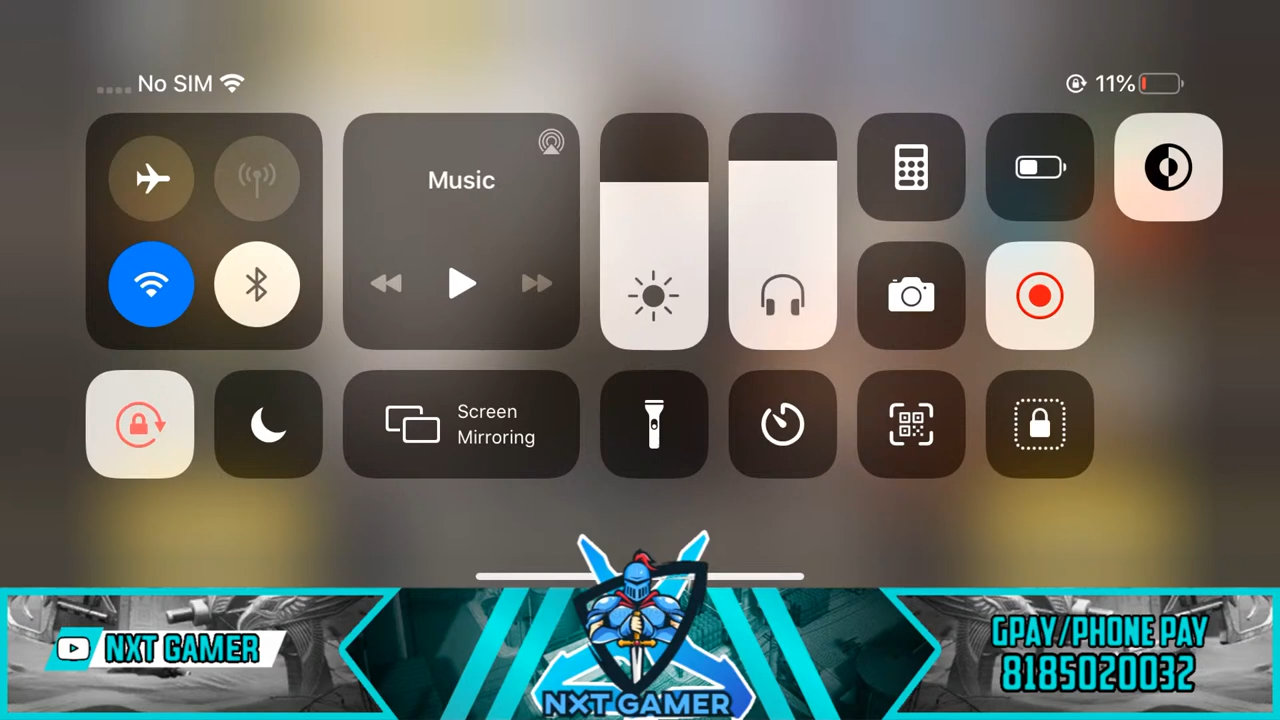 No SIM
11%
Music
Screen
Mirroring
NXT GAMER
NXT GAMER
GPAY/PHONE PAY
8185020032